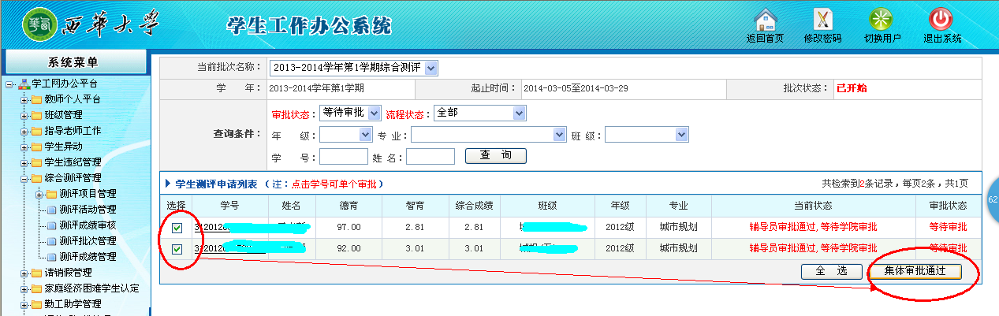 西华大学
学生工作办公系统
返回首页 修改密码 切换用户 退出系统
系统菜单
学工网办公平台
教师个人平台
班级管理
指导老师工作
学生异动
学生违纪管理
综合测评管理
测评项目管理
测评活动管理
测评成绩审核
测评批次管理
测评成绩管理
请销假管理
家庭经济困难学生认定
勤工助学管理
当前批次名称： 2013-2014学年第1学期综合测评
学 年： 2013-2014学年第1学期 起止时间： 2014-03-05至2014-03-29 批次状态： 已开始
查询条件：
审批状态： 等待审批 流程状态： 全部
年 级： 专 业： 班 级：
学 号： 姓 名： 查 询
学生测评申请列表 （注：点击学号可单个审批） 共检索到2条记录，每页2条，共1页
选择 学号 姓名 德育 智育 综合成绩 班级 年级 专业 当前状态 审批状态
312012 97.00 2.81 2.81 2012级 城市规划 辅导员审批通过,等待学院审批 等待审批
312012 92.00 3.01 3.01 2012级 城市规划 辅导员审批通过,等待学院审批 等待审批
全 选 集体审批通过
62